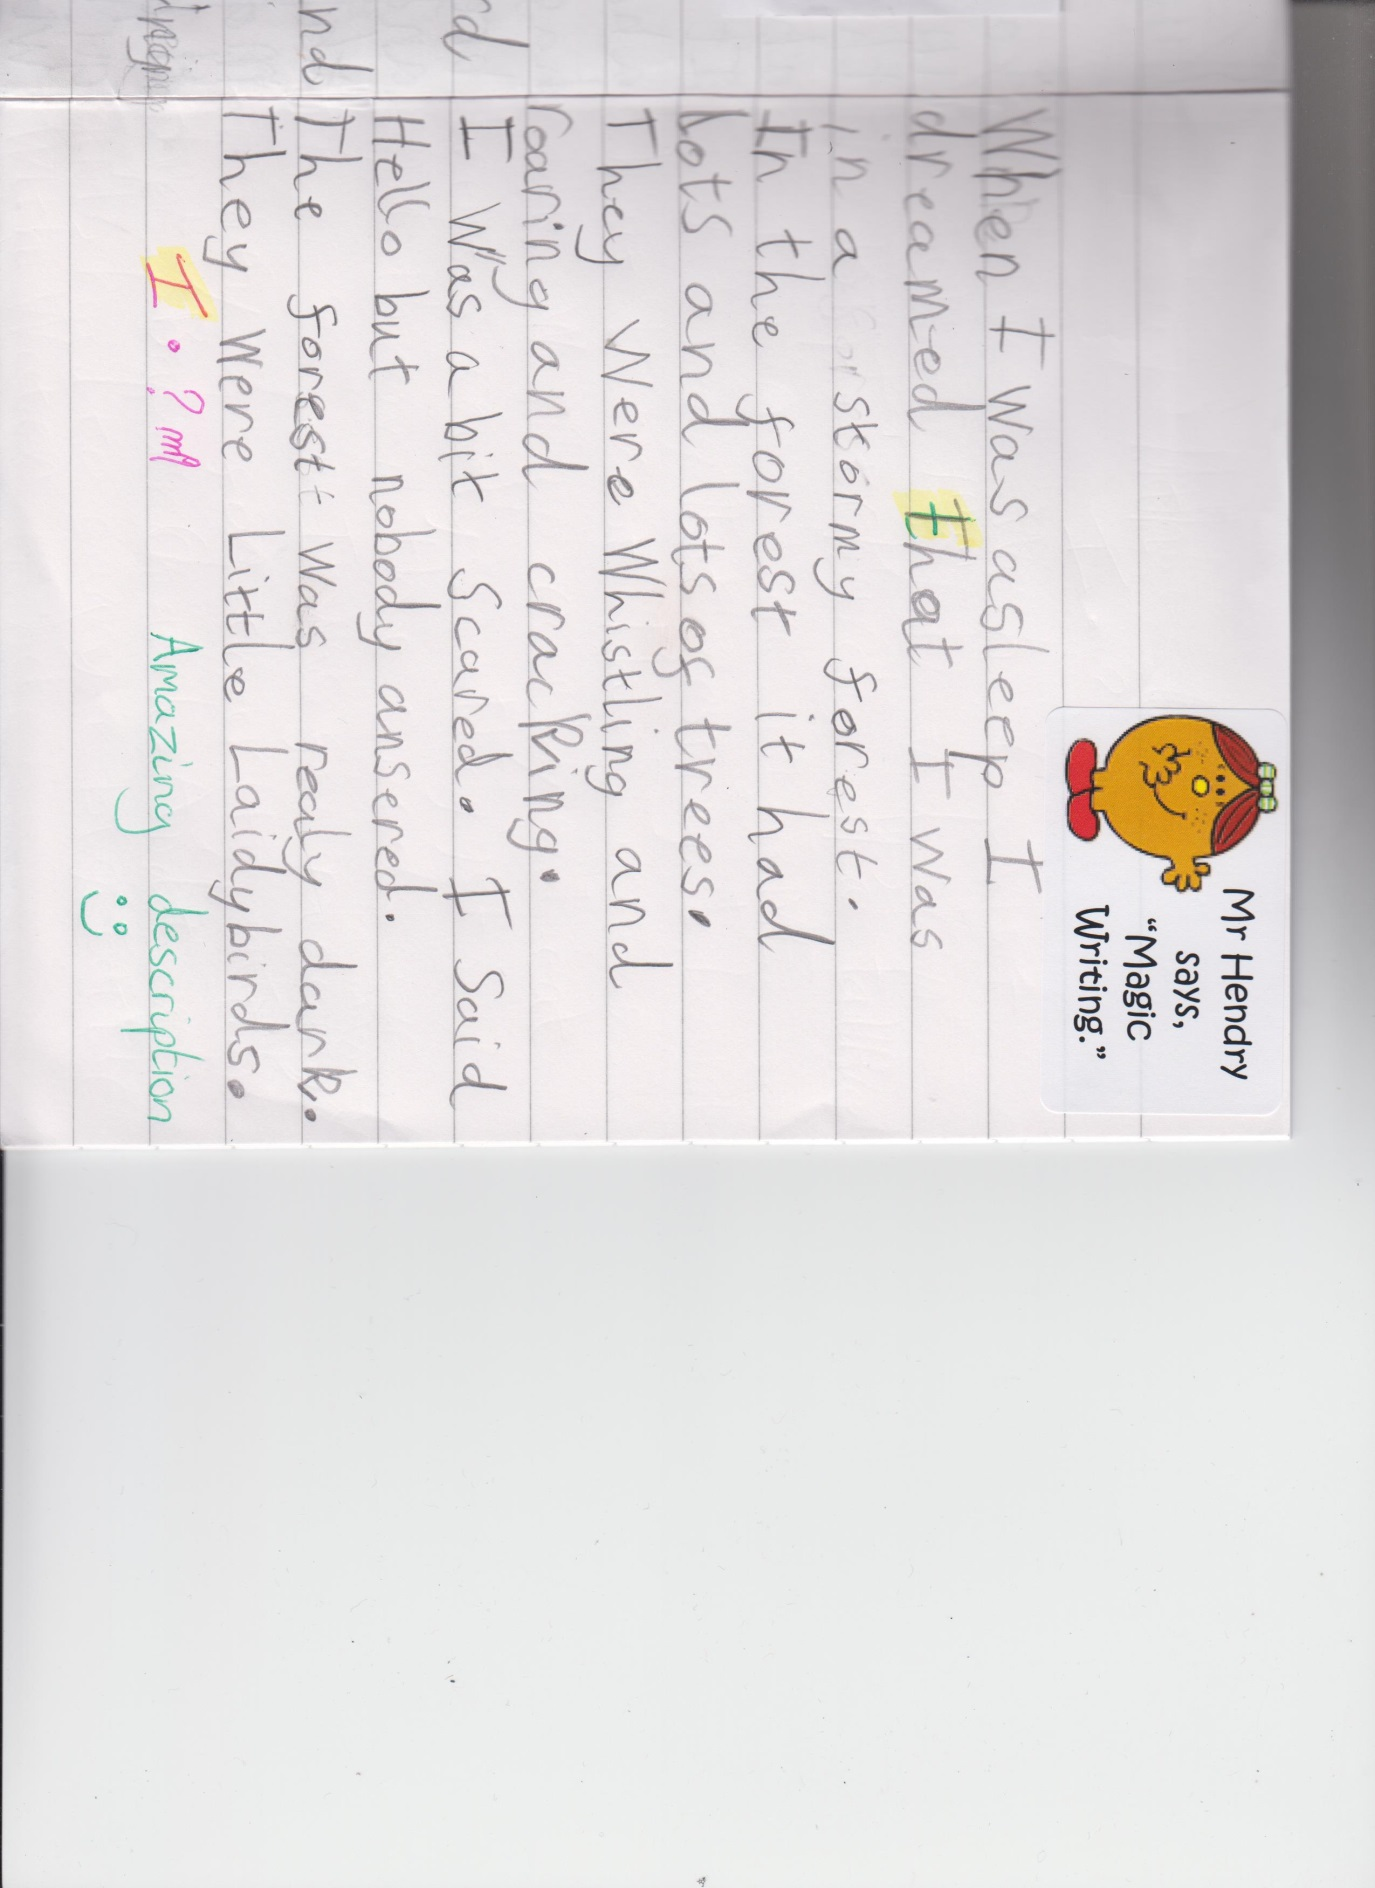 Mr Hendry
says,
“Magic
Writing.”
When I was asleep I
dreamed that I was
in a stormy forest.
In the forest it had
Lots and lots of trees.
They were Whistling and
roaring and cracking.
I was a bit Scared. I Said
Hello but nobody ansered.
The forest was realy dark.
They Were Little Laidybirds.
I . ?
Amazing description
nd